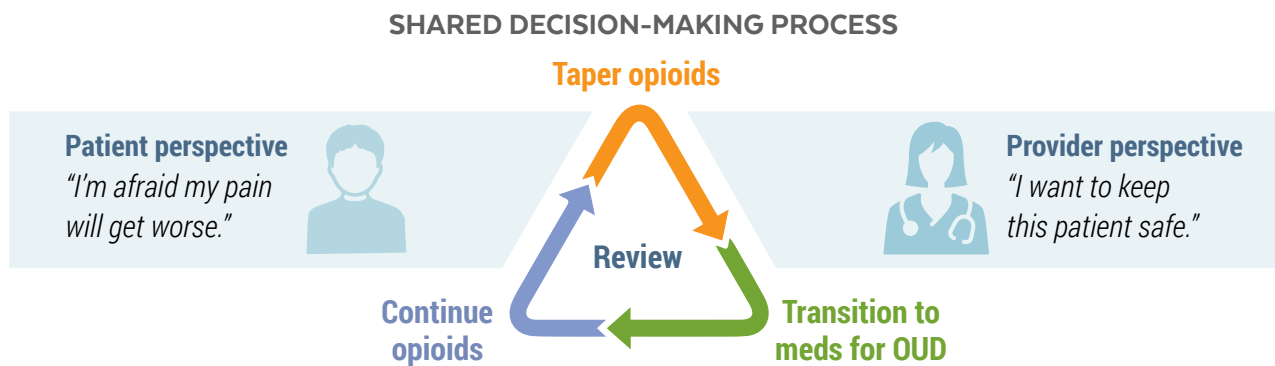 SHARED DECISION-MAKING PROCESS
Taper opioids
Patient perspective
“I’m afraid my pain
will get worse.”
Provider perspective
“I want to keep
this patient safe.”
Review
Continue
opioids
Transition to
meds for OUD